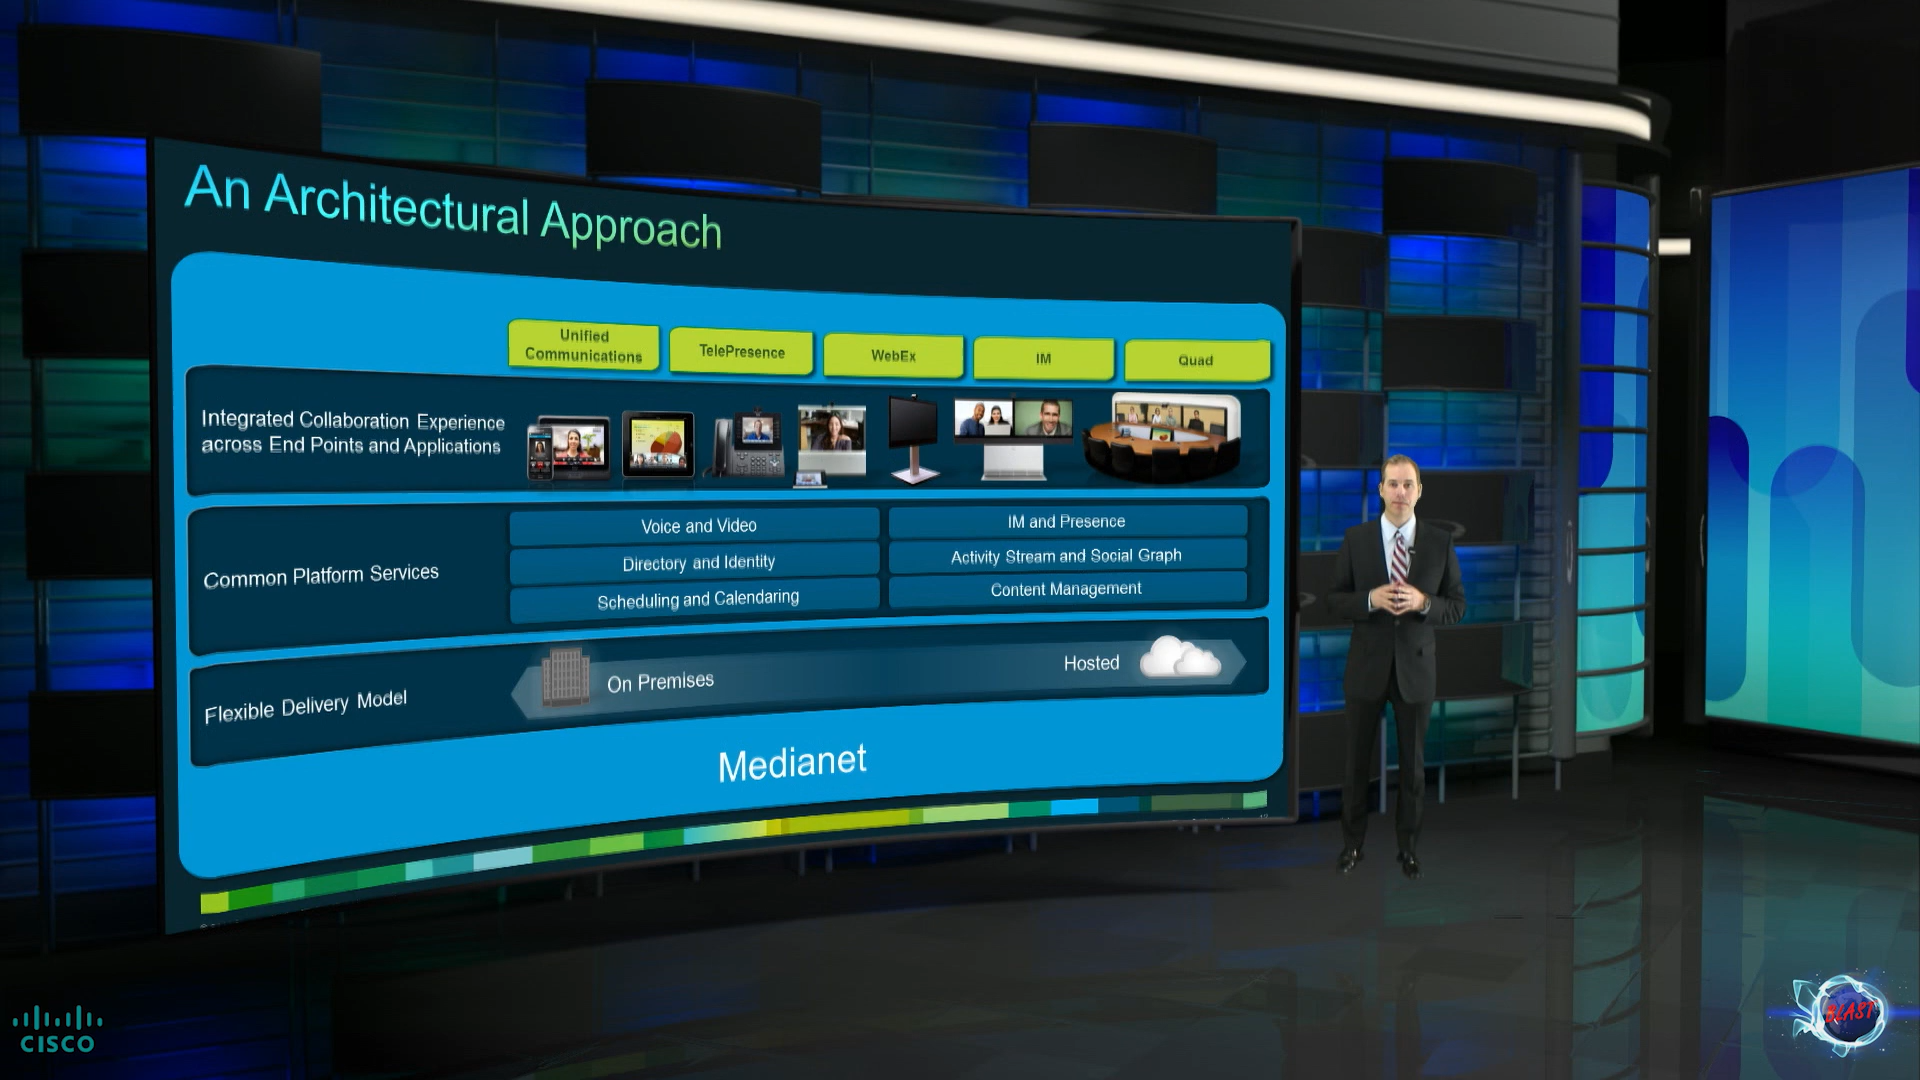 An Architectural Approach
Unified
Communications
TelePresence
WebEx
IM
Quad
Integrated Collaboration Experience
across End Points and Applications
Voice and Video
IM and Presence
Directory and Identity
Activity Stream and Social Graph
Scheduling and Calendaring
Content Management
Common Platform Services
Flexible Delivery Model
On Premises
Hosted
Medianet
CISCO
BLAST